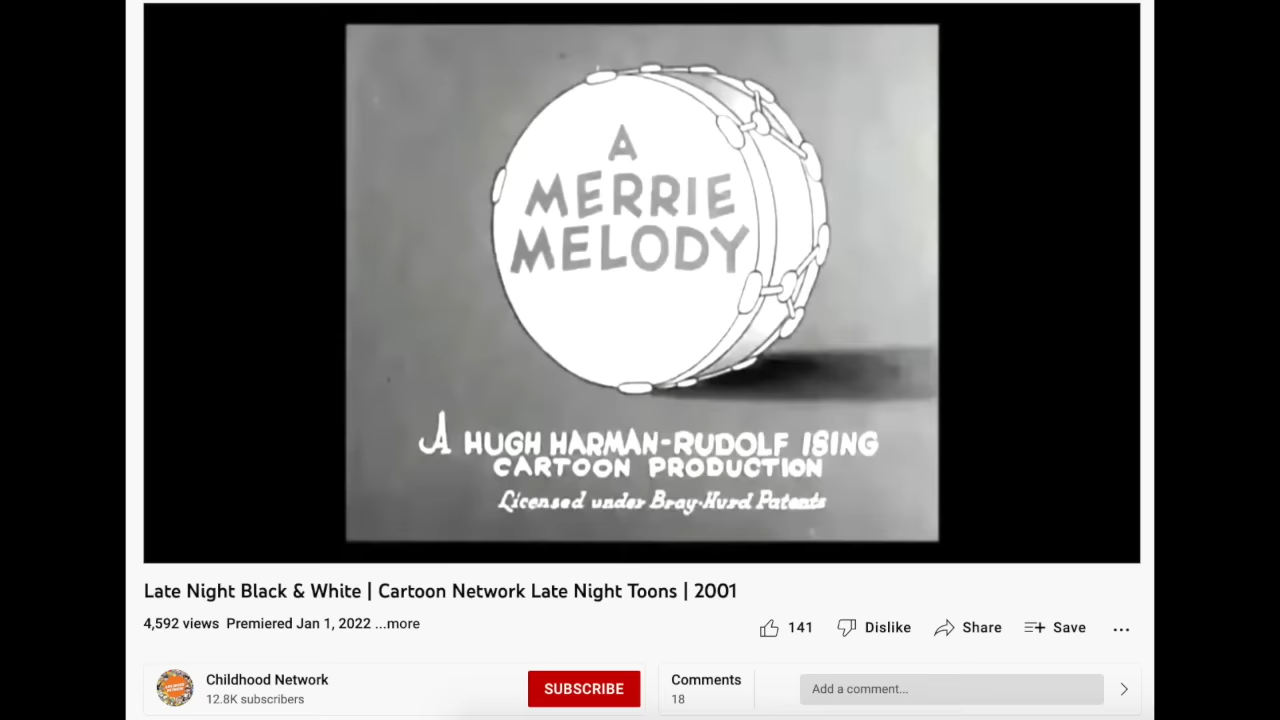 A
MERRIE
MELODY
A HUGH HARMAN-RUDOLF ISING
CARTOON PRODUCTION
Licensed under Bray-Hurd Patents
Late Night Black & White | Cartoon Network Late Night Toons | 2001
4,592 views Premiered Jan 1, 2022 ...more
141 Dislike Share Save
Childhood Network
12.8K subscribers
SUBSCRIBE
Comments
18
Add a comment...